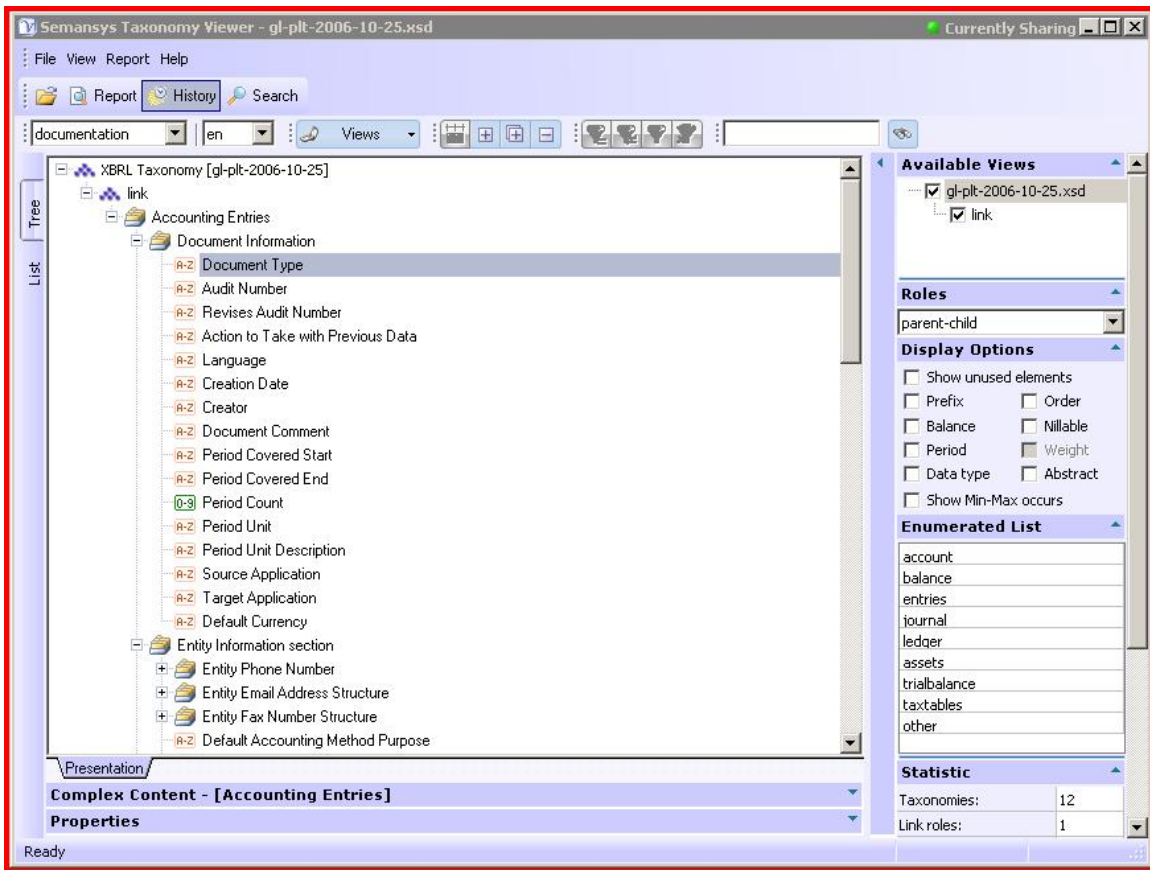 Semansys Taxonomy Viewer - gl-plt-2006-10-25.xsd
Currently Sharing
File View Report Help
Report History Search
documentation en Views
Tree
List
XBRL Taxonomy [gl-plt-2006-10-25]
link
Accounting Entries
Document Information
A-Z Document Type
A-Z Audit Number
A-Z Revises Audit Number
A-Z Action to Take with Previous Data
A-Z Language
A-Z Creation Date
A-Z Creator
A-Z Document Comment
A-Z Period Covered Start
A-Z Period Covered End
0-9 Period Count
A-Z Period Unit
A-Z Period Unit Description
A-Z Source Application
A-Z Target Application
A-Z Default Currency
Entity Information section
Entity Phone Number
Entity Email Address Structure
Entity Fax Number Structure
A-Z Default Accounting Method Purpose
Presentation
Complex Content - [Accounting Entries]
Properties
Available Views
gl-plt-2006-10-25.xsd
link
Roles
parent-child
Display Options
Show unused elements
Prefix Order
Balance Nillable
Period Weight
Data type Abstract
Show Min-Max occurs
Enumerated List
account
balance
entries
journal
ledger
assets
trialbalance
taxtables
other
Statistic
Taxonomies: 12
Link roles: 1
Ready